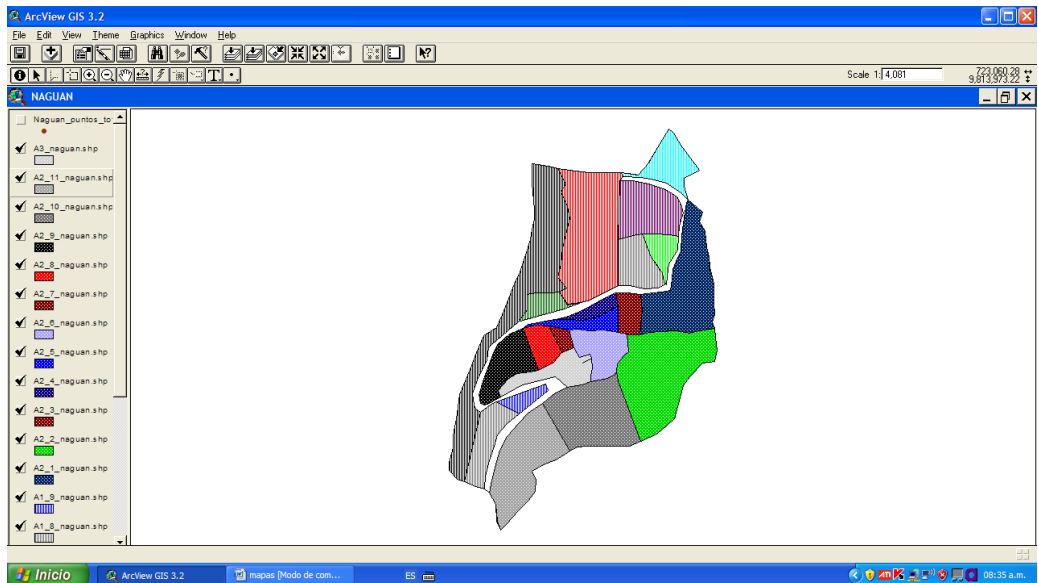 ArcView GIS 3.2
File Edit View Theme Graphics Window Help
Scale 1: 4,081
723,060.28
9,813,973.22
NAGUAN
Naguan_puntos_to
A3_naguan.shp
A2_11_naguan.shp
A2_10_naguan.shp
A2_9_naguan.shp
A2_8_naguan.shp
A2_7_naguan.shp
A2_6_naguan.shp
A2_5_naguan.shp
A2_4_naguan.shp
A2_3_naguan.shp
A2_2_naguan.shp
A2_1_naguan.shp
A1_9_naguan.shp
A1_8_naguan.shp
Inicio
ArcView GIS 3.2
mapas [Modo de com...
ES
08:35 a.m.